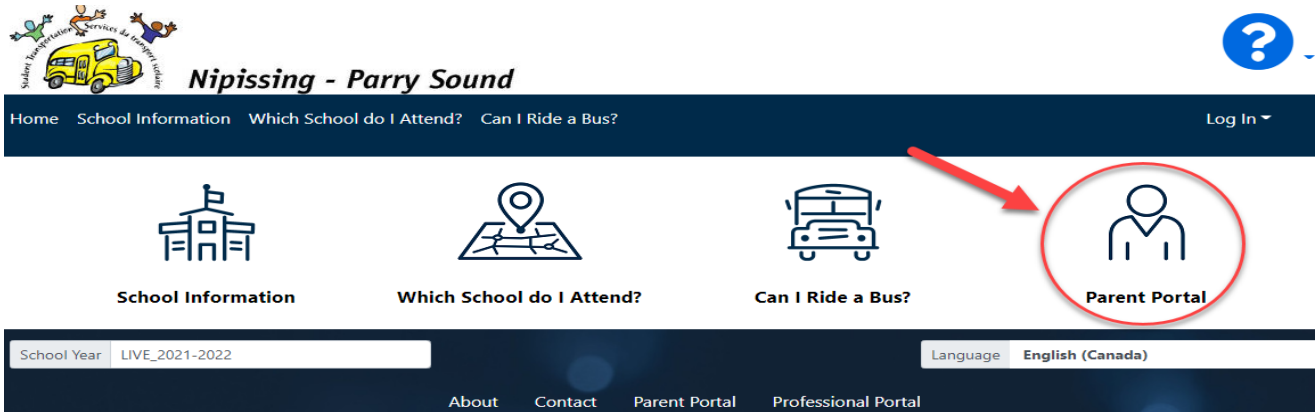 Student Transportation Services du transport scolaire
?
Nipissing - Parry Sound
Home School Information Which School do I Attend? Can I Ride a Bus? Log In
School Information Which School do I Attend? Can I Ride a Bus? Parent Portal
School Year LIVE_2021-2022 Language English (Canada)
About Contact Parent Portal Professional Portal